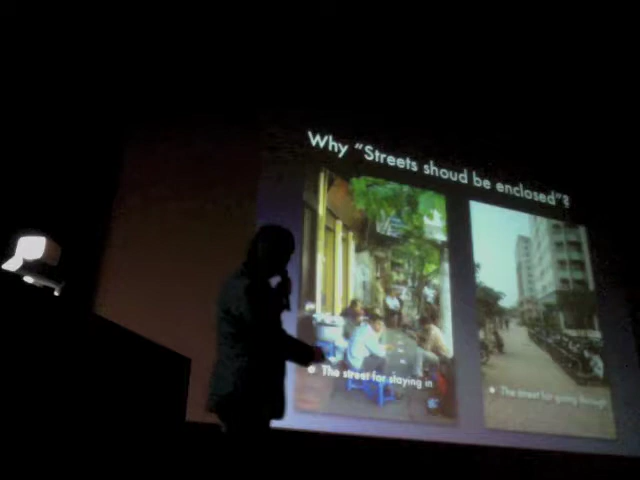 Why “Streets shoud be enclosed”?
The street for staying in
The street for going through